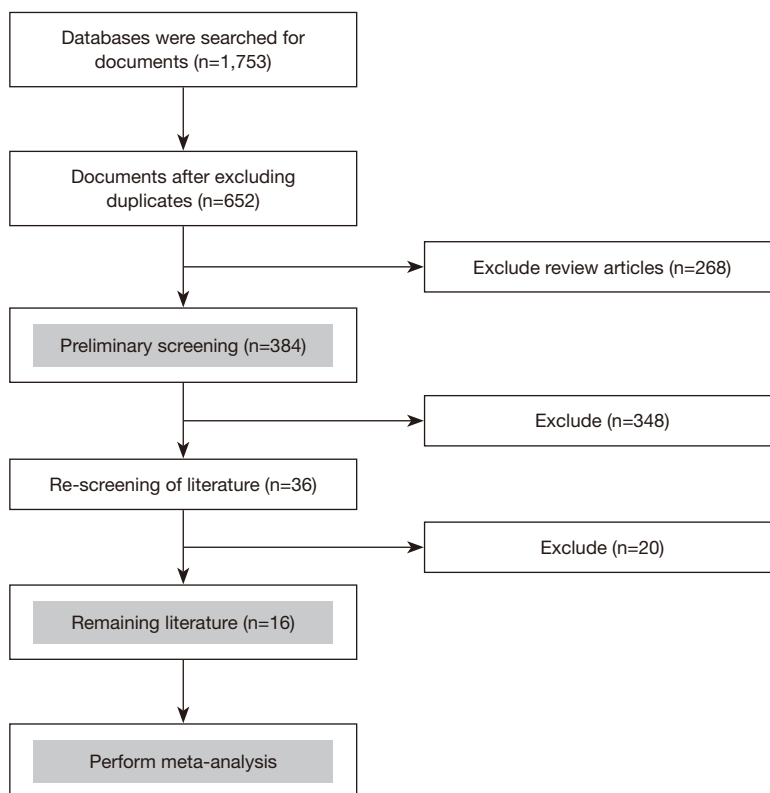 Databases were searched for
documents (n=1,753)
Documents after excluding
duplicates (n=652)
Exclude review articles (n=268)
Preliminary screening (n=384)
Exclude (n=348)
Re-screening of literature (n=36)
Exclude (n=20)
Remaining literature (n=16)
Perform meta-analysis